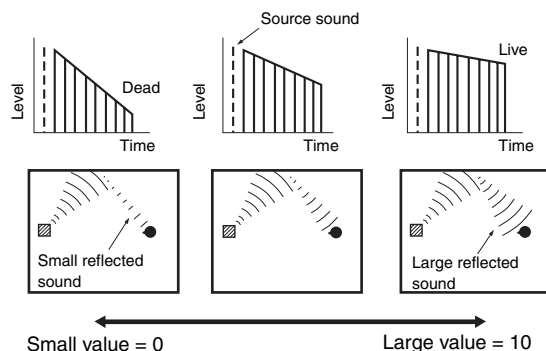 Source sound
Level
Dead
Time
Level
Time
Level
Live
Time
Small reflected
sound
Large reflected
sound
Small value = 0
Large value = 10